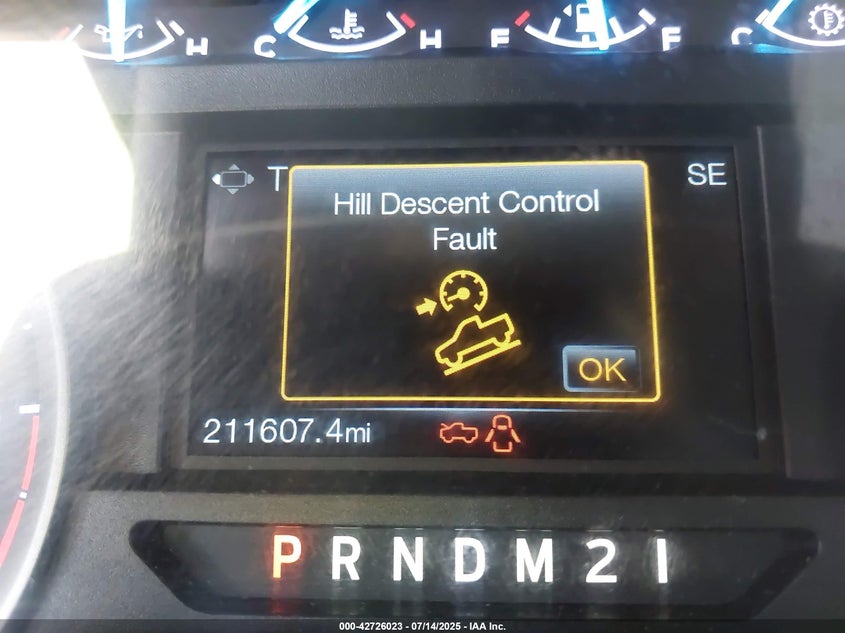 H C H E F C
T SE
Hill Descent Control
Fault
OK
211607.4mi
P R N D M 2 1
000-42726023 - 07/14/2025 - IAA Inc.